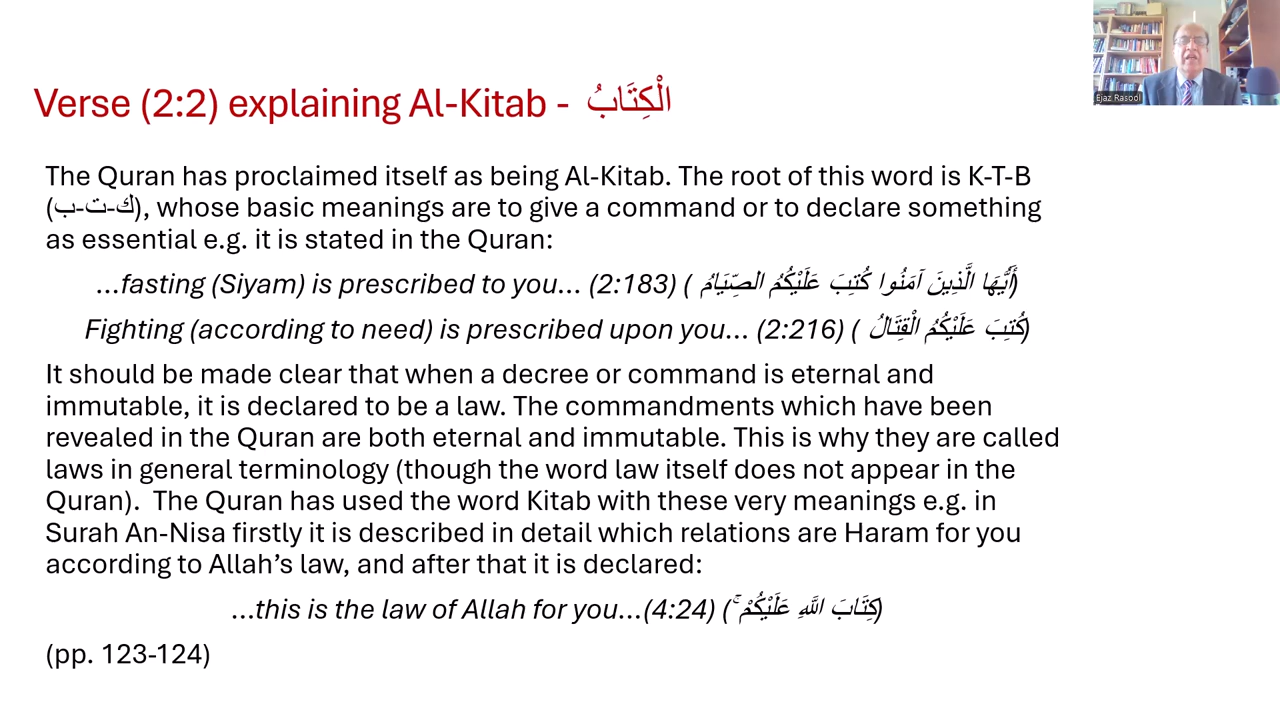 Ejaz Rasool
Verse (2:2) explaining Al-Kitab - الْكِتَابُ
The Quran has proclaimed itself as being Al-Kitab. The root of this word is K-T-B
(ك-ت-ب), whose basic meanings are to give a command or to declare something
as essential e.g. it is stated in the Quran:
...fasting (Siyam) is prescribed to you... (2:183) (أَيُّهَا الَّذِينَ آمَنُوا كُتِبَ عَلَيْكُمُ الصِّيَامُ)
Fighting (according to need) is prescribed upon you... (2:216) (كُتِبَ عَلَيْكُمُ الْقِتَالُ)
It should be made clear that when a decree or command is eternal and
immutable, it is declared to be a law. The commandments which have been
revealed in the Quran are both eternal and immutable. This is why they are called
laws in general terminology (though the word law itself does not appear in the
Quran).  The Quran has used the word Kitab with these very meanings e.g. in
Surah An-Nisa firstly it is described in detail which relations are Haram for you
according to Allah’s law, and after that it is declared:
...this is the law of Allah for you...(4:24) (كِتَابَ اللَّهِ عَلَيْكُمْ ۚ)
(pp. 123-124)